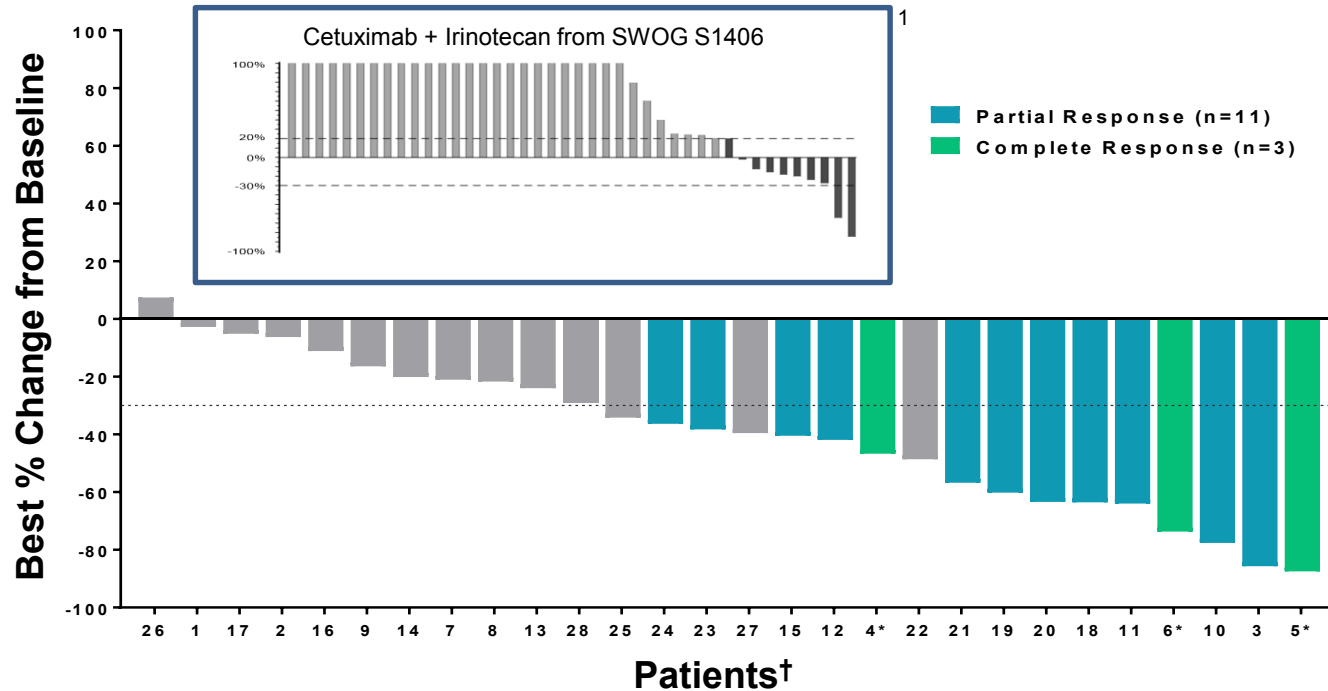 1
Cetuximab + Irinotecan from SWOG S1406
100%
20%
0%
-30%
-100%
Partial Response (n=11)
Complete Response (n=3)
Best % Change from Baseline
100
80
60
40
20
0
-20
-40
-60
-80
-100
26 1 17 2 16 9 14 7 8 13 28 25 24 23 27 15 12 4* 22 21 19 20 18 11 6* 10 3 5*
Patients†